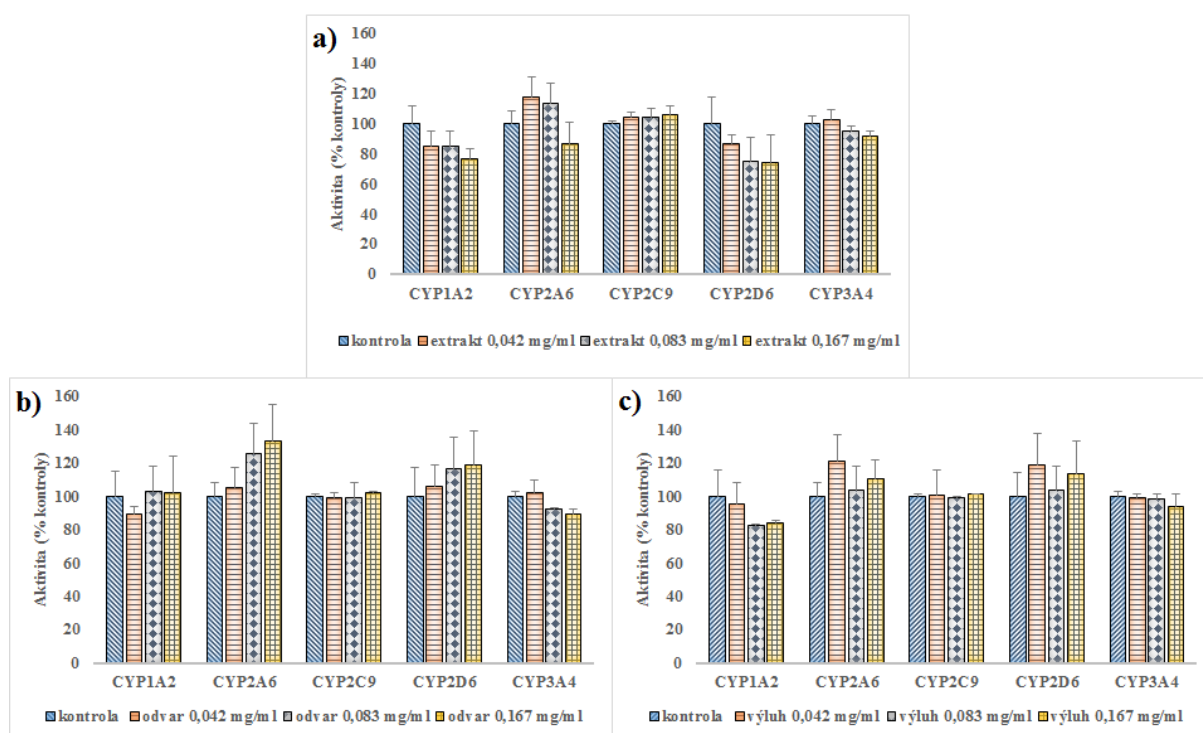 a)
Aktivita (% kontroly)
160
140
120
100
80
60
40
20
0
CYP1A2 CYP2A6 CYP2C9 CYP2D6 CYP3A4
kontrola extrakt 0,042 mg/ml extrakt 0,083 mg/ml extrakt 0,167 mg/ml
b)
Aktivita (% kontroly)
160
140
120
100
80
60
40
20
0
CYP1A2 CYP2A6 CYP2C9 CYP2D6 CYP3A4
kontrola odvar 0,042 mg/ml odvar 0,083 mg/ml odvar 0,167 mg/ml
c)
Aktivita (% kontroly)
160
140
120
100
80
60
40
20
0
CYP1A2 CYP2A6 CYP2C9 CYP2D6 CYP3A4
kontrola výluh 0,042 mg/ml výluh 0,083 mg/ml výluh 0,167 mg/ml